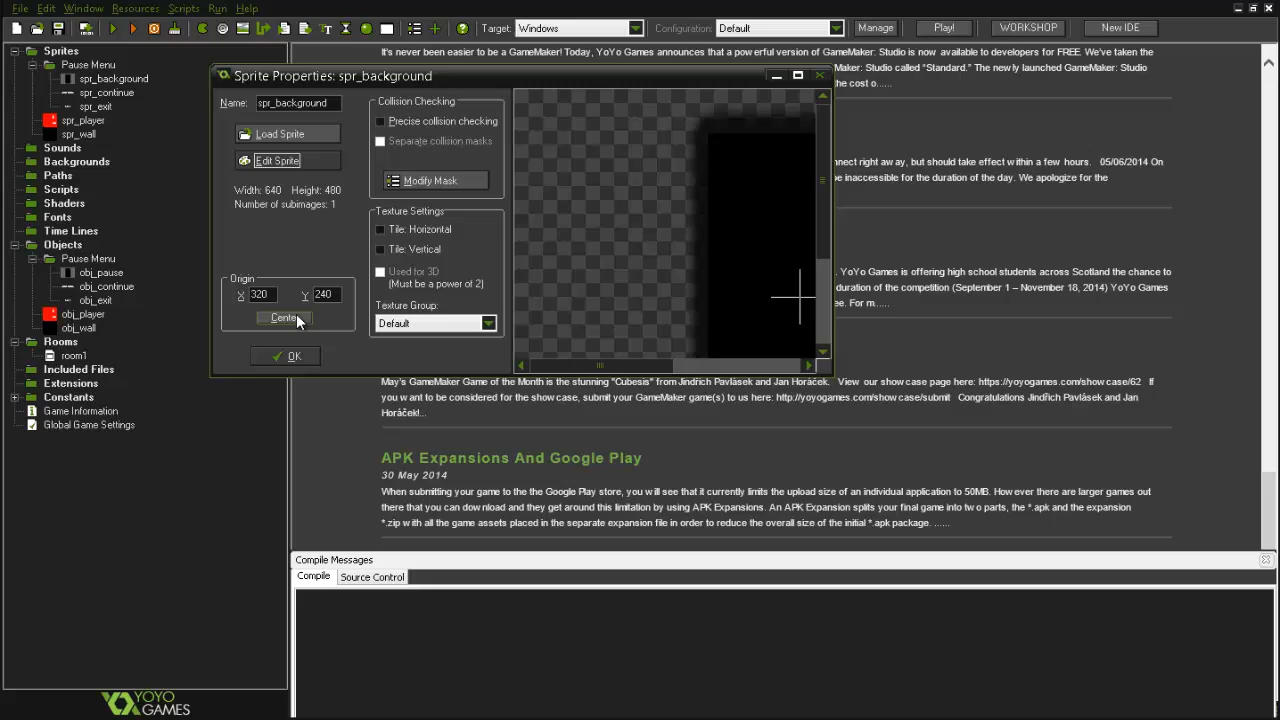 File Edit Window Resources Scripts Run Help
Target: Windows Configuration: Default Manage Play! WORKSHOP New IDE
Sprites
Pause Menu
spr_background
spr_continue
spr_exit
spr_player
spr_wall
Sounds
Backgrounds
Paths
Scripts
Shaders
Fonts
Time Lines
Objects
Pause Menu
obj_pause
obj_continue
obj_exit
obj_player
obj_wall
Rooms
room1
Included Files
Extensions
Constants
Game Information
Global Game Settings
YOYO
GAMES
It's never been easier to be a GameMaker! Today, YoYo Games announces that a powerful version of GameMaker: Studio is now available to developers for FREE. We've taken the
GameMaker: Studio called "Standard." The newly launched GameMaker: Studio
the cost o......
Sprite Properties: spr_background
Name: spr_background
Load Sprite
Edit Sprite
Width: 640 Height: 480
Number of subimages: 1
Origin
X 320 Y 240
Center
OK
Collision Checking
Precise collision checking
Separate collision masks
Modify Mask
Texture Settings
Tile: Horizontal
Tile: Vertical
Used for 3D
(Must be a power of 2)
Texture Group:
Default
nnect right away, but should take effect within a few hours. 05/06/2014 On
be inaccessible for the duration of the day. We apologize for the
. YoYo Games is offering high school students across Scotland the chance to
duration of the competition (September 1 – November 18, 2014) YoYo Games
ee. For m......
May's GameMaker Game of the Month is the stunning "Cubesis" from Jindřich Pavlásek and Jan Horáček. View our showcase page here: https://yoyogames.com/showcase/62 If
you want to be considered for the showcase, submit your GameMaker game(s) to us here: http://yoyogames.com/showcase/submit Congratulations Jindřich Pavlásek and Jan
Horáček!...
APK Expansions And Google Play
30 May 2014
When submitting your game to the the Google Play store, you will see that it currently limits the upload size of an individual application to 50MB. However there are larger games out
there that you can download and they get around this limitation by using APK Expansions. An APK Expansion splits your final game into two parts, the *.apk and the expansion
*.zip with all the game assets placed in the separate expansion file in order to reduce the overall size of the initial *.apk package. ......
Compile Messages
Compile Source Control